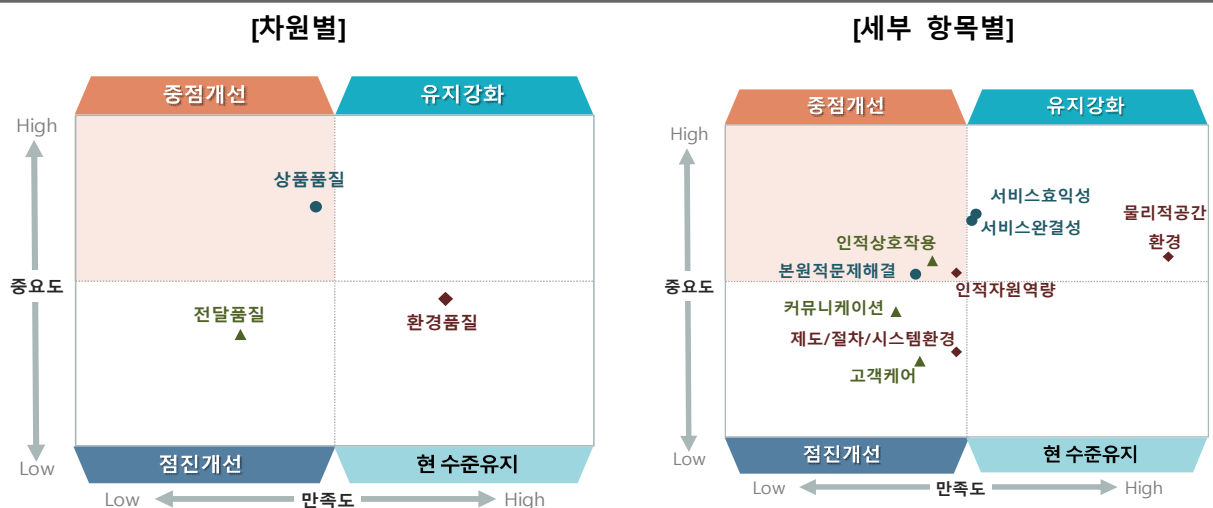 [차원별]
중점개선
유지강화
High
상품품질
중요도
전달품질
환경품질
Low
점진개선
현 수준유지
Low
만족도
High
[세부 항목별]
중점개선
유지강화
High
서비스효익성
물리적공간
서비스완결성
환경
인적상호작용
본원적문제해결
중요도
인적자원역량
커뮤니케이션
제도/절차/시스템환경
고객케어
Low
점진개선
현 수준유지
Low
만족도
High